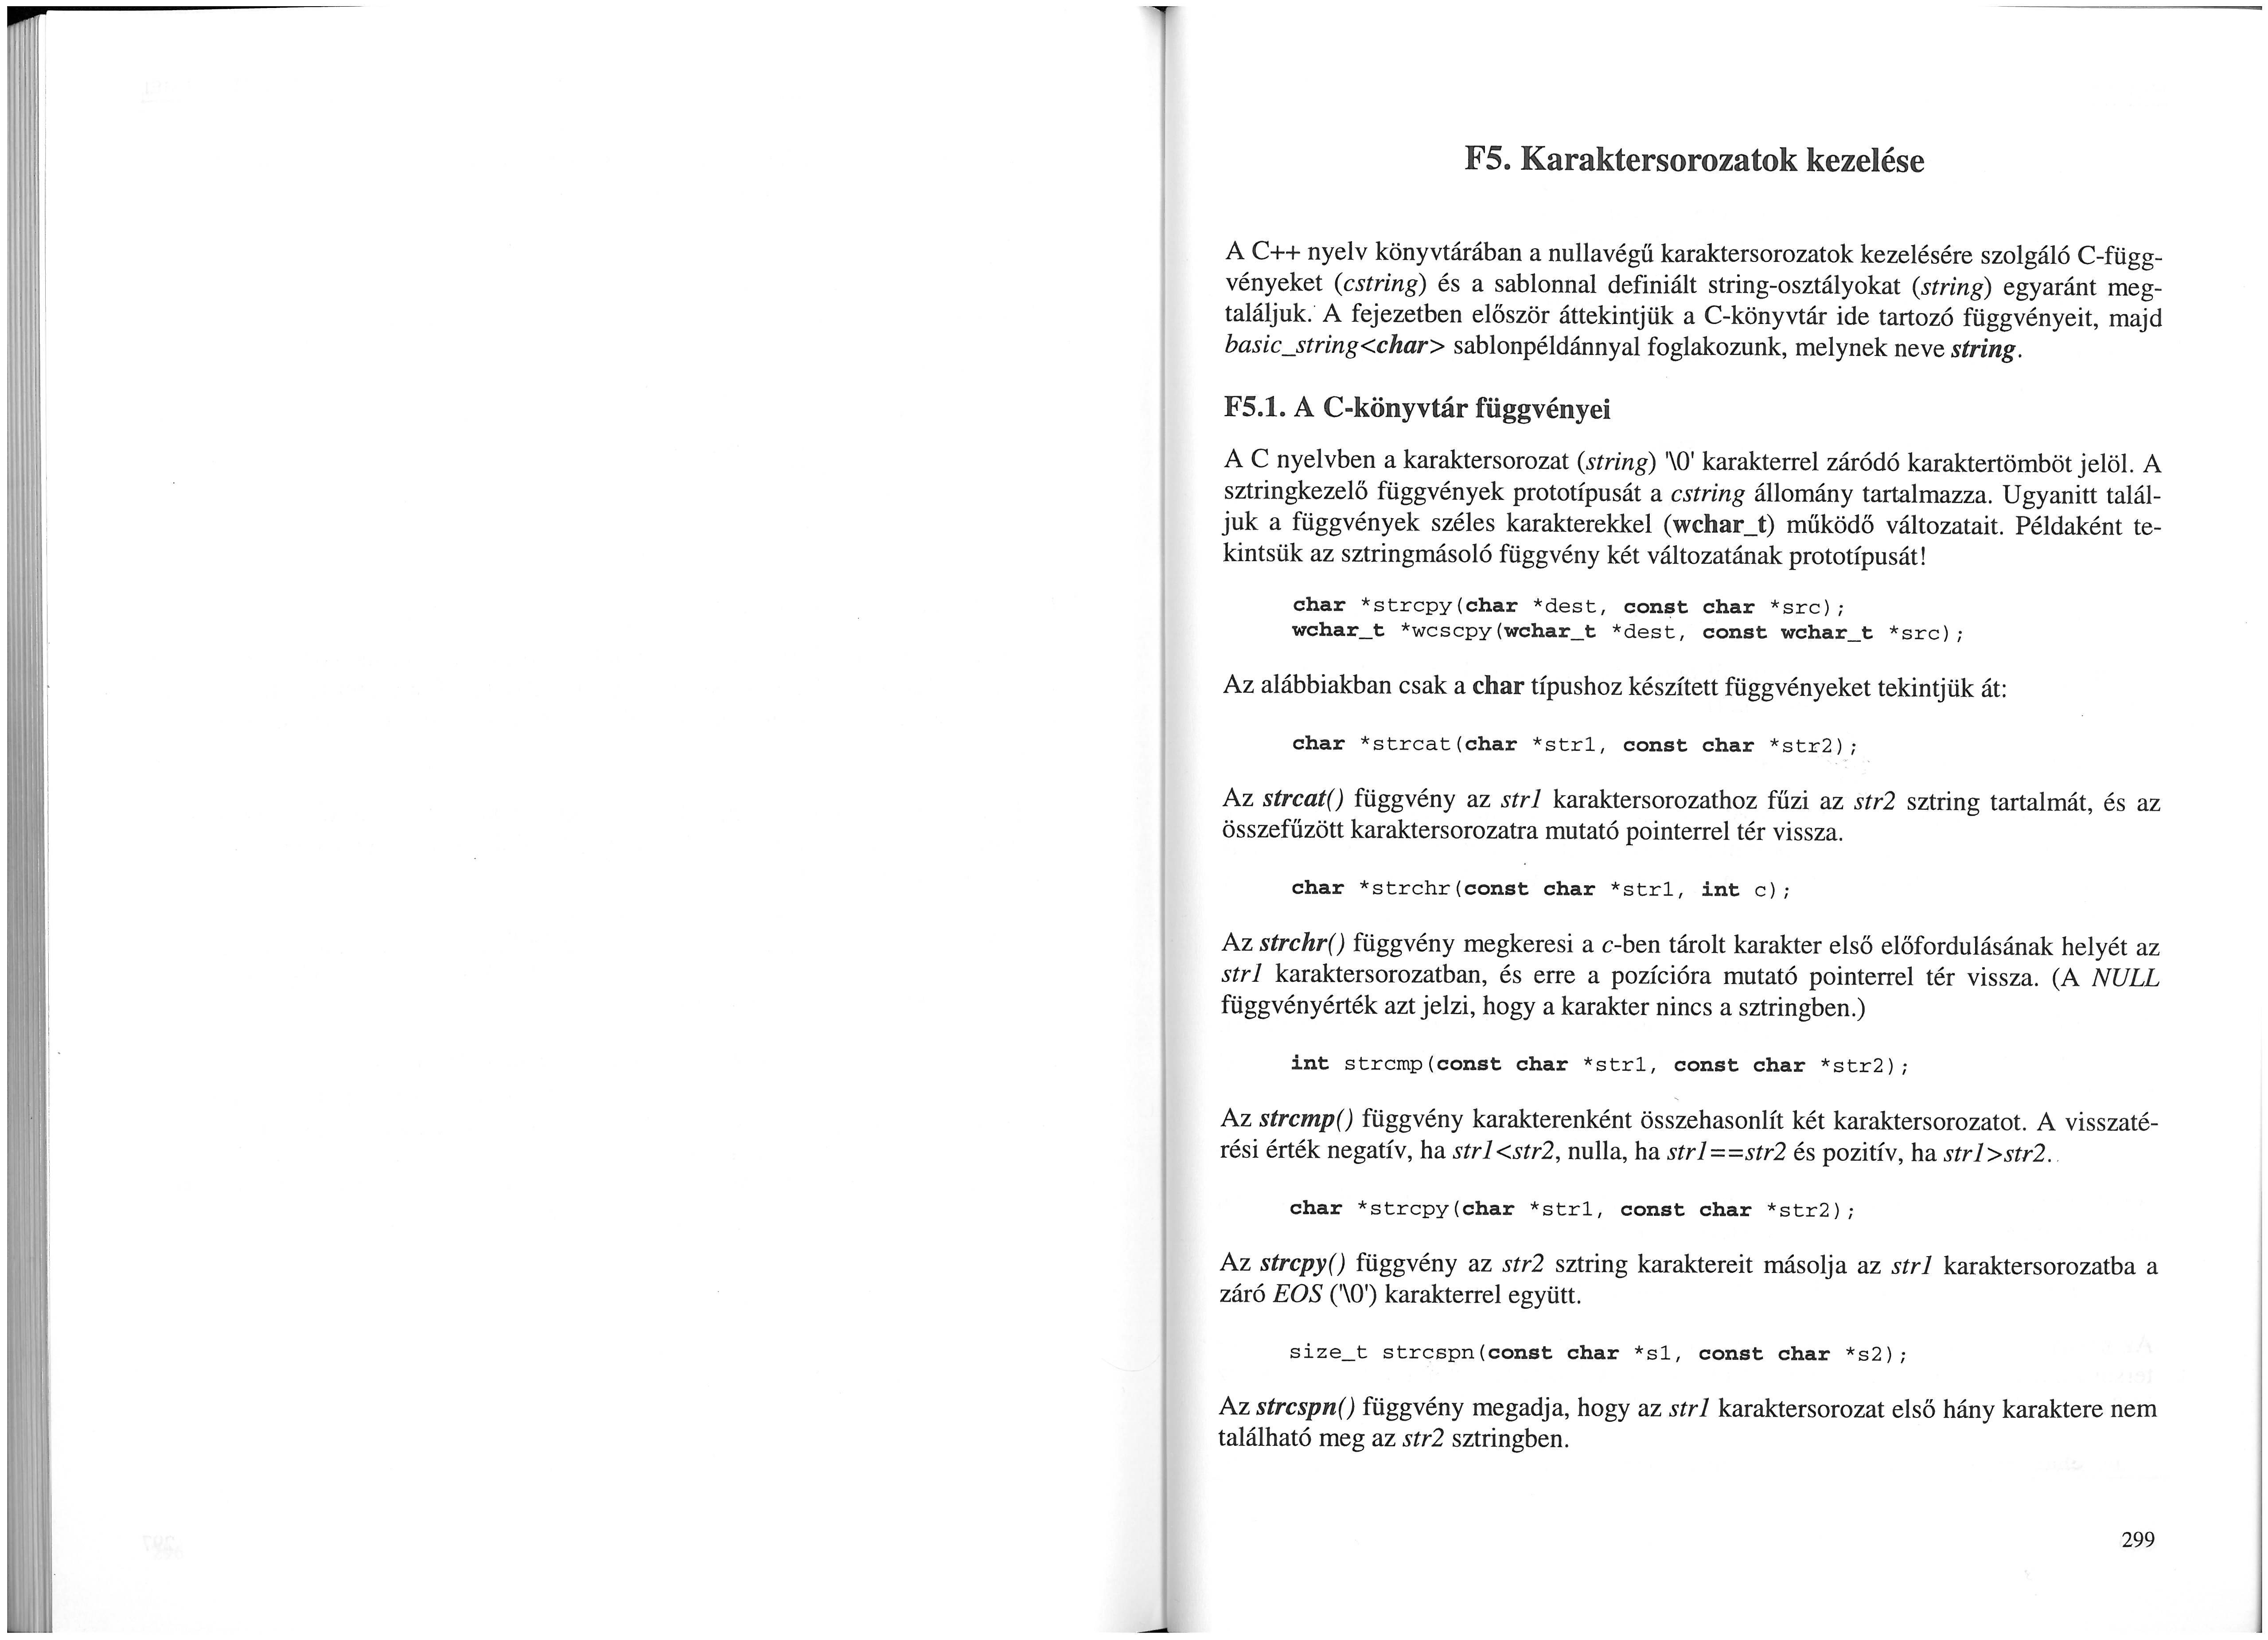 F5. Karaktersorozatok kezelése
A C++ nyelv könyvtárában a nullavégű karaktersorozatok kezelésére szolgáló C-függ-
vényeket (cstring) és a sablonnal definiált string-osztályokat (string) egyaránt meg-
találjuk. A fejezetben először áttekintjük a C-könyvtár ide tartozó függvényeit, majd
basic_string<char> sablonpéldánnyal foglakozunk, melynek neve string.
F5.1. A C-könyvtár függvényei
A C nyelvben a karaktersorozat (string) '\0' karakterrel záródó karaktertömböt jelöl. A
sztringkezelő függvények prototípusát a cstring állomány tartalmazza. Ugyanitt talál-
juk a függvények széles karakterekkel (wchar_t) működő változatait. Példaként te-
kintsük az sztringmásoló függvény két változatának prototípusát!
char *strcpy(char *dest, const char *src);
wchar_t *wcscpy(wchar_t *dest, const wchar_t *src);
Az alábbiakban csak a char típushoz készített függvényeket tekintjük át:
char *strcat(char *str1, const char *str2);
Az strcat() függvény az str1 karaktersorozathoz fűzi az str2 sztring tartalmát, és az
összefűzött karaktersorozatra mutató pointerrel tér vissza.
char *strchr(const char *str1, int c);
Az strchr() függvény megkeresi a c-ben tárolt karakter első előfordulásának helyét az
str1 karaktersorozatban, és erre a pozícióra mutató pointerrel tér vissza. (A NULL
függvényérték azt jelzi, hogy a karakter nincs a sztringben.)
int strcmp(const char *str1, const char *str2);
Az strcmp() függvény karakterenként összehasonlít két karaktersorozatot. A visszaté-
rési érték negatív, ha str1<str2, nulla, ha str1==str2 és pozitív, ha str1>str2.
char *strcpy(char *str1, const char *str2);
Az strcpy() függvény az str2 sztring karaktereit másolja az str1 karaktersorozatba a
záró EOS ('\0') karakterrel együtt.
size_t strcspn(const char *s1, const char *s2);
Az strcspn() függvény megadja, hogy az str1 karaktersorozat első hány karaktere nem
található meg az str2 sztringben.
299